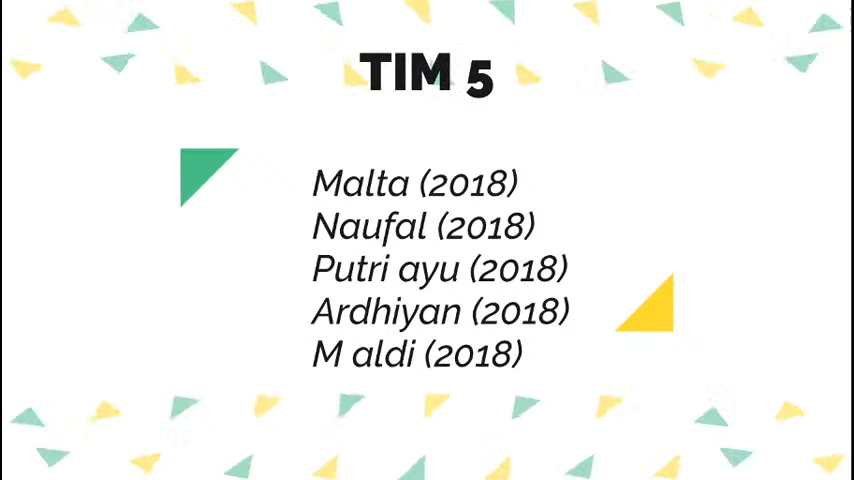 TIM 5
Malta (2018)
Naufal (2018)
Putri ayu (2018)
Ardhiyan (2018)
M aldi (2018)